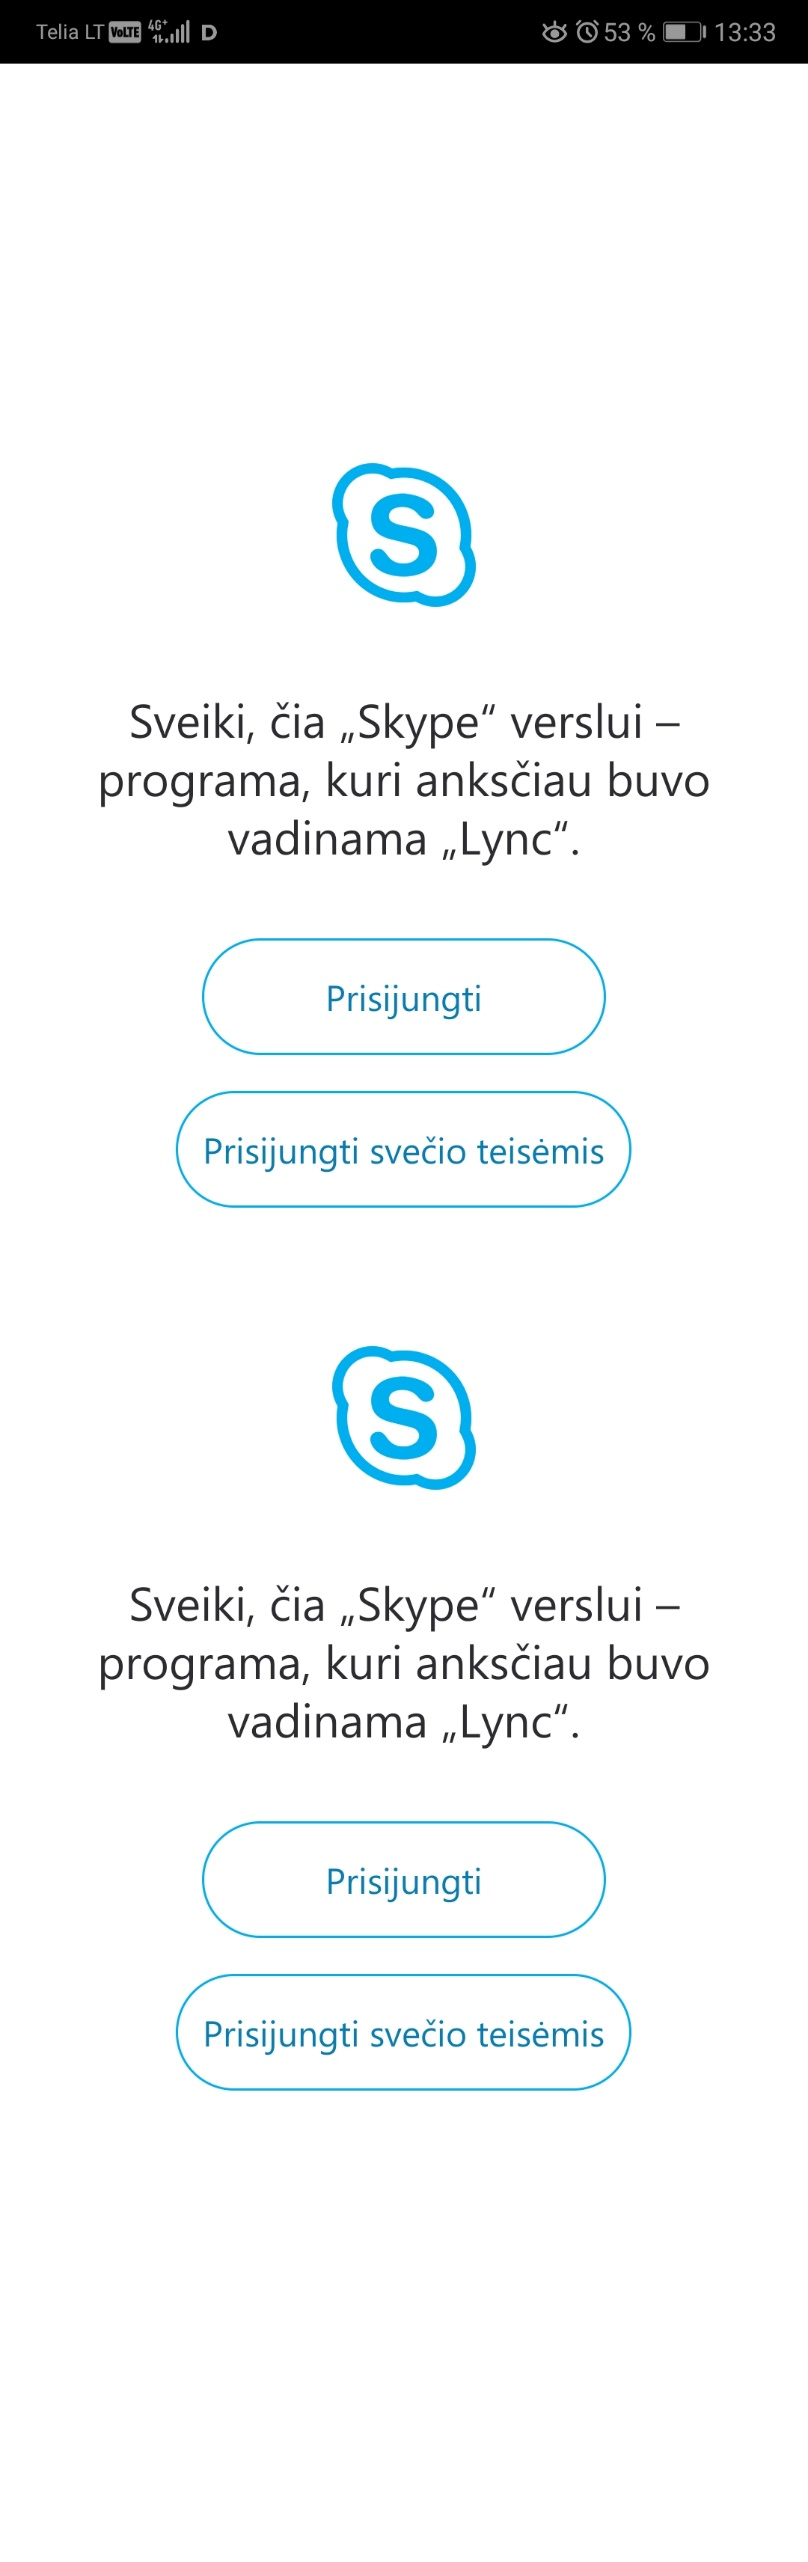 Telia LT VoLTE 4G+ D 53 % 13:33
S
Sveiki, čia „Skype“ verslui –
programa, kuri anksčiau buvo
vadinama „Lync“.
Prisijungti
Prisijungti svečio teisėmis
S
Sveiki, čia „Skype“ verslui –
programa, kuri anksčiau buvo
vadinama „Lync“.
Prisijungti
Prisijungti svečio teisėmis